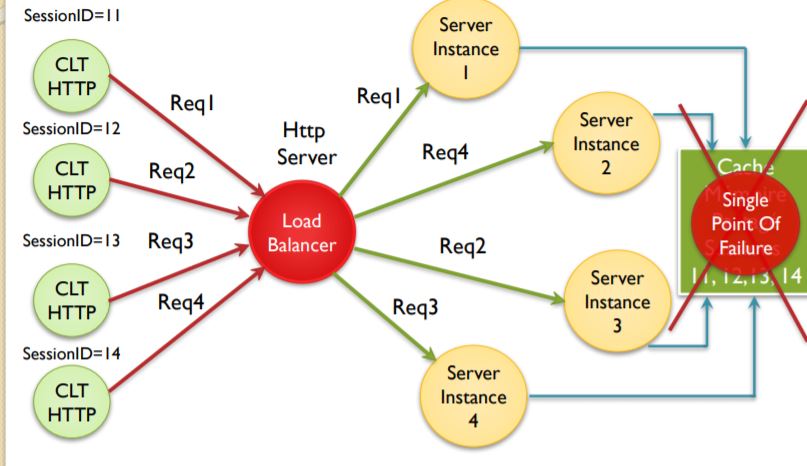 SessionID=11
CLT
HTTP
Req1
SessionID=12
CLT
HTTP
Req2
SessionID=13
CLT
HTTP
Req3
SessionID=14
CLT
HTTP
Req4
Http
Server
Load
Balancer
Req1
Req4
Req2
Req3
Server
Instance
1
Server
Instance
2
Server
Instance
3
Server
Instance
4
Cache
Single
Point Of
Failure
11, 12,13, 14